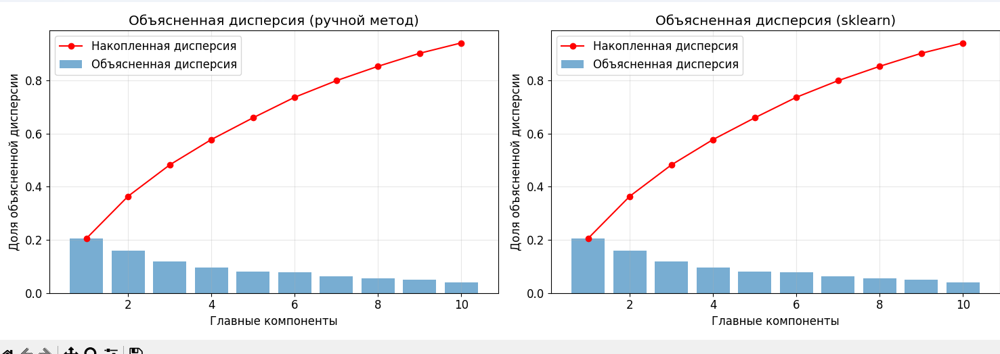 Объясненная дисперсия (ручной метод)
Накопленная дисперсия
Объясненная дисперсия
Доля объясненной дисперсии
0.8
0.6
0.4
0.2
0.0
2 4 6 8 10
Главные компоненты
Объясненная дисперсия (sklearn)
Накопленная дисперсия
Объясненная дисперсия
Доля объясненной дисперсии
0.8
0.6
0.4
0.2
0.0
2 4 6 8 10
Главные компоненты